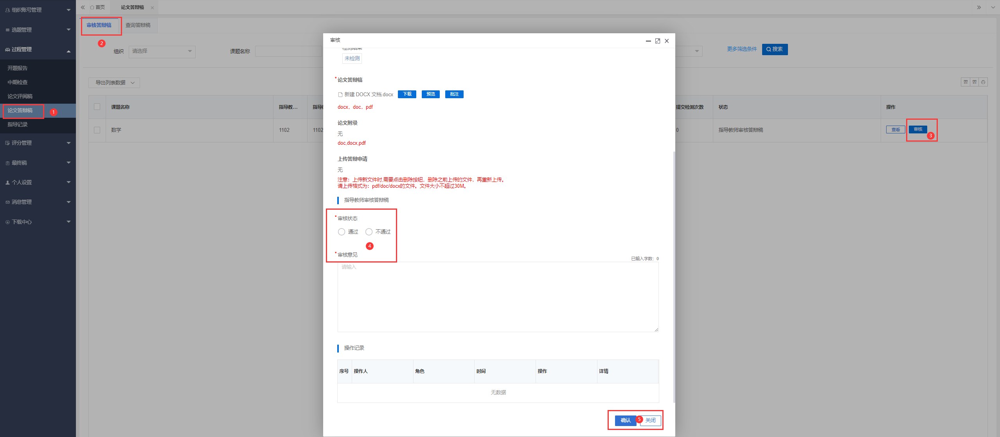 组织账号管理
选题管理
过程管理
开题报告
中期检查
论文评阅稿
论文答辩稿
1
指导记录
评分管理
最终稿
个人设置
消息管理
下载中心
首页
论文答辩稿
审核答辩稿
查询答辩稿
2
组织
请选择
课题名称
更多筛选条件
搜索
导出列表数据
课题名称
指导教...
提交检测次数
状态
操作
数学
1102
1102
0
指导教师审核答辩稿
查看
审核
3
审核
检测结果
未检测
*论文答辩稿
新建 DOCX 文档.docx
下载
预览
批注
docx，doc，pdf
论文附录
无
doc,docx,pdf
上传答辩申请
无
注意：上传新文件时,需要点击删除按钮，删除之前上传的文件，再重新上传。
请上传格式为：pdf/doc/docx的文件。文件大小不超过30M。
指导教师审核答辩稿
*审核状态
通过
不通过
4
*审核意见
已输入字数：0
请输入
操作记录
序号
操作人
角色
时间
操作
详情
无数据
确认
5
关闭